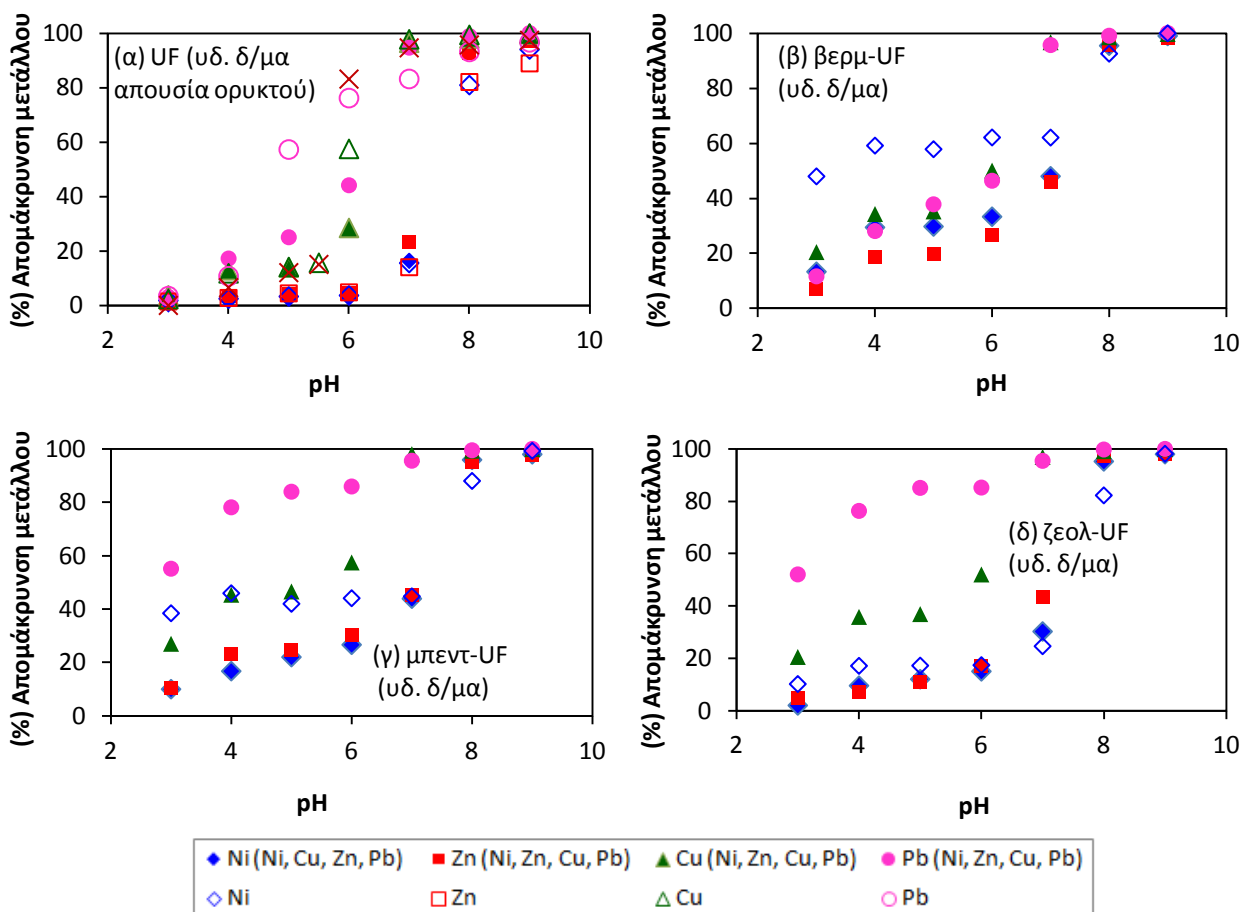 (%) Απομάκρυνση μετάλλου
100
80
60
40
20
0
(α) UF (υδ. δ/μα
απουσία ορυκτού)
2
4
6
8
10
pH
(%) Απομάκρυνση μετάλλου
100
80
60
40
20
0
(β) βερμ-UF
(υδ. δ/μα)
2
4
6
8
10
pH
(%) Απομάκρυνση μετάλλου
100
80
60
40
20
0
(γ) μπεντ-UF
(υδ. δ/μα)
2
4
6
8
10
pH
(%) Απομάκρυνση μετάλλου
100
80
60
40
20
0
(δ) ζεολ-UF
(υδ. δ/μα)
2
4
6
8
10
pH
Ni (Ni, Cu, Zn, Pb)
Zn (Ni, Zn, Cu, Pb)
Cu (Ni, Zn, Cu, Pb)
Pb (Ni, Zn, Cu, Pb)
Ni
Zn
Cu
Pb